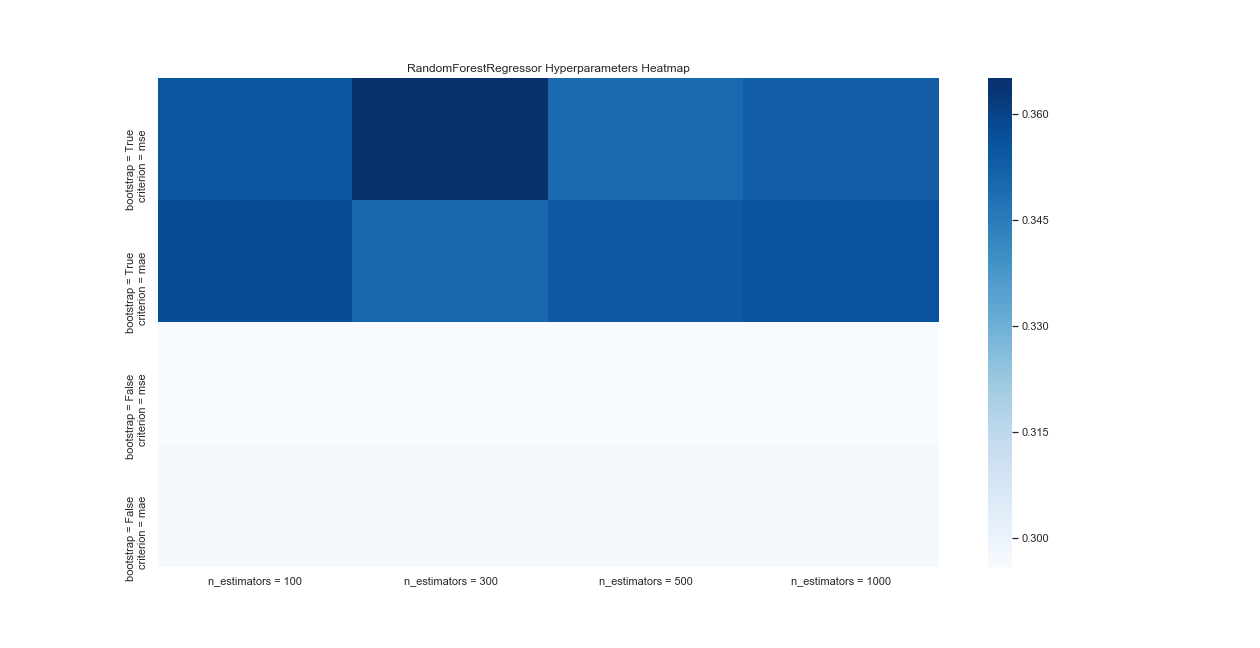 RandomForestRegressor Hyperparameters Heatmap
bootstrap = True
criterion = mse
bootstrap = True
criterion = mae
bootstrap = False
criterion = mse
bootstrap = False
criterion = mae
n_estimators = 100
n_estimators = 300
n_estimators = 500
n_estimators = 1000
0.360
0.345
0.330
0.315
0.300